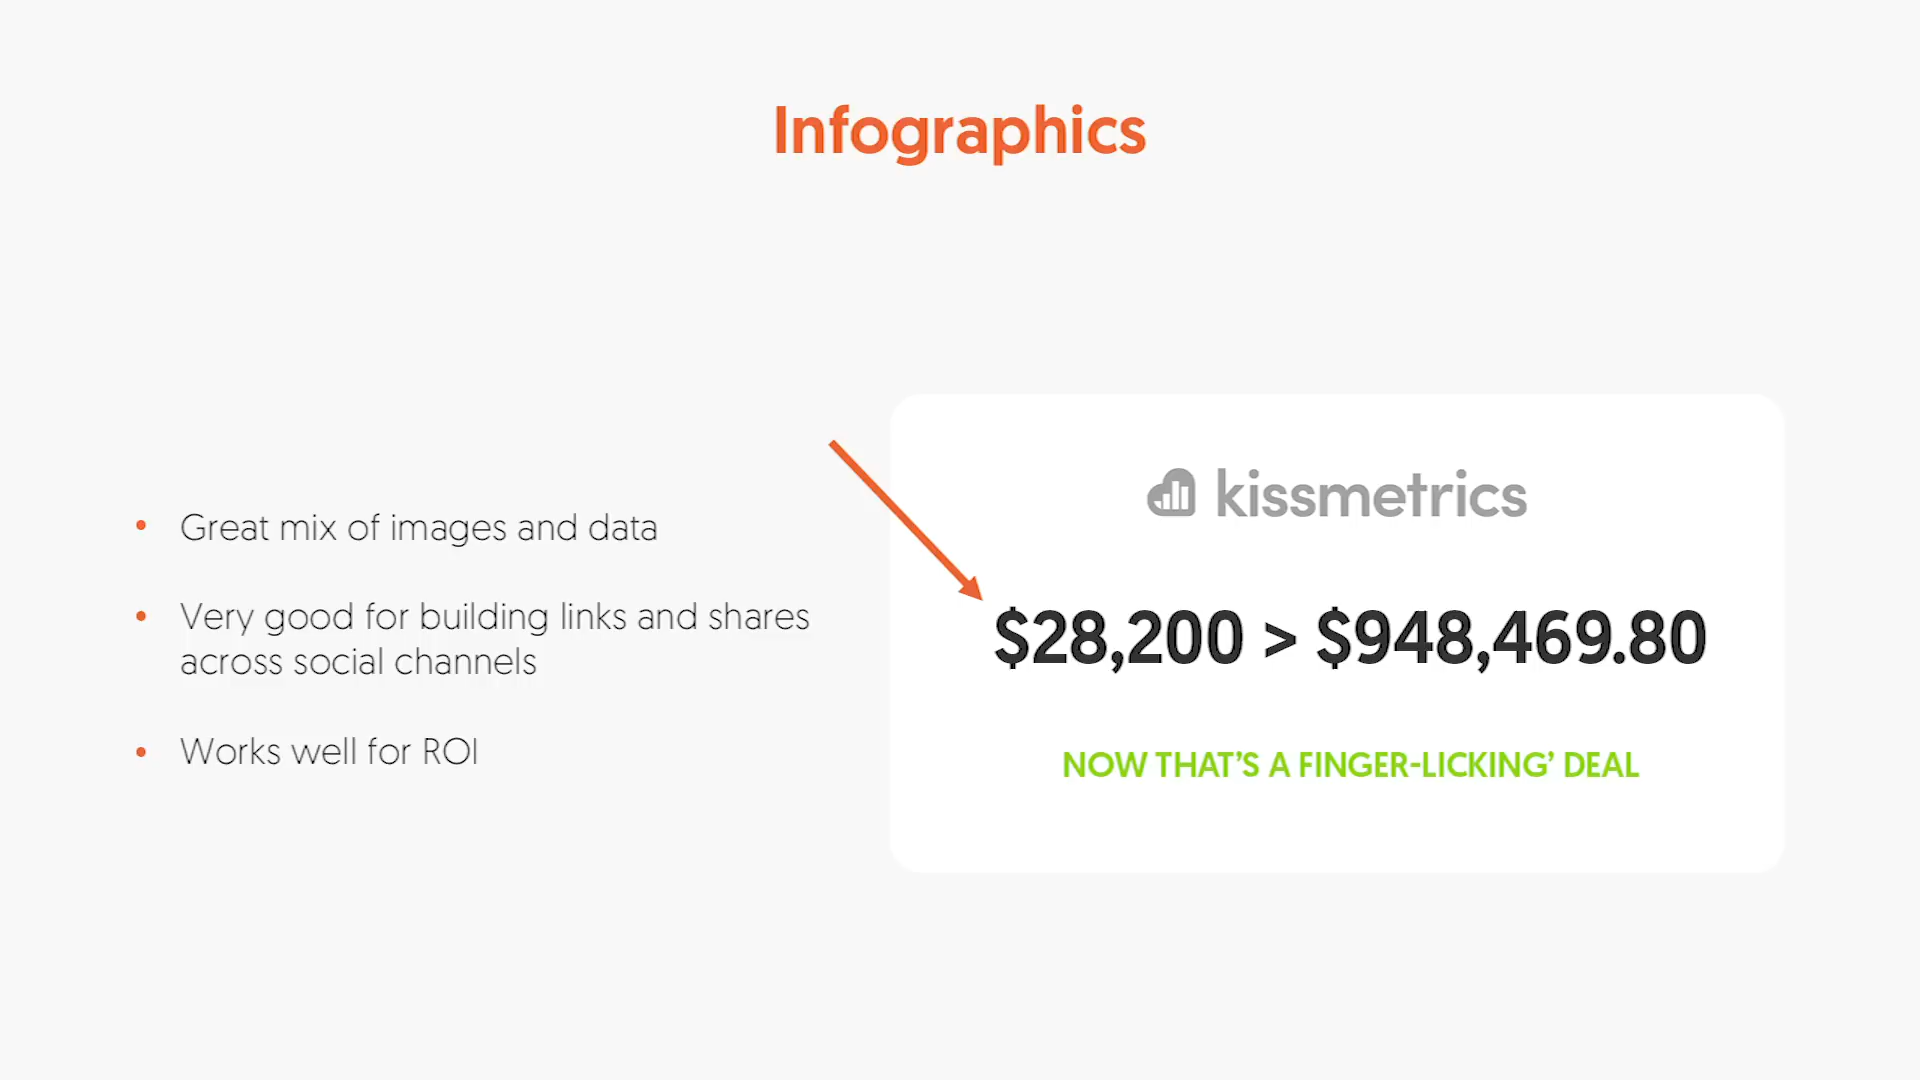 Infographics
• Great mix of images and data
• Very good for building links and shares
across social channels
• Works well for ROI
kissmetrics
$28,200 > $948,469.80
NOW THAT’S A FINGER-LICKING’ DEAL